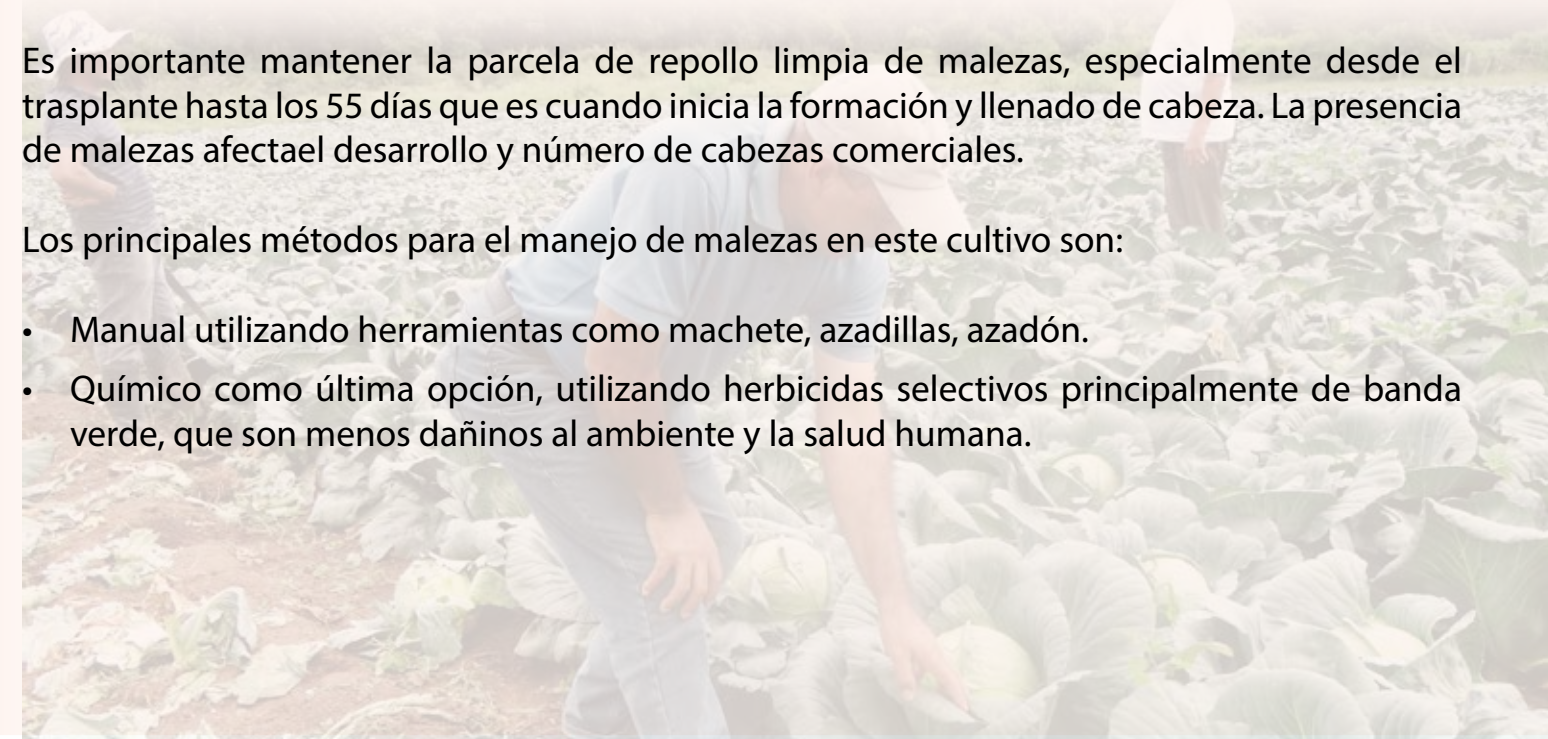 Es importante mantener la parcela de repollo limpia de malezas, especialmente desde el
trasplante hasta los 55 días que es cuando inicia la formación y llenado de cabeza. La presencia
de malezas afectael desarrollo y número de cabezas comerciales.
Los principales métodos para el manejo de malezas en este cultivo son:
• Manual utilizando herramientas como machete, azadillas, azadón.
• Químico como última opción, utilizando herbicidas selectivos principalmente de banda
verde, que son menos dañinos al ambiente y la salud humana.